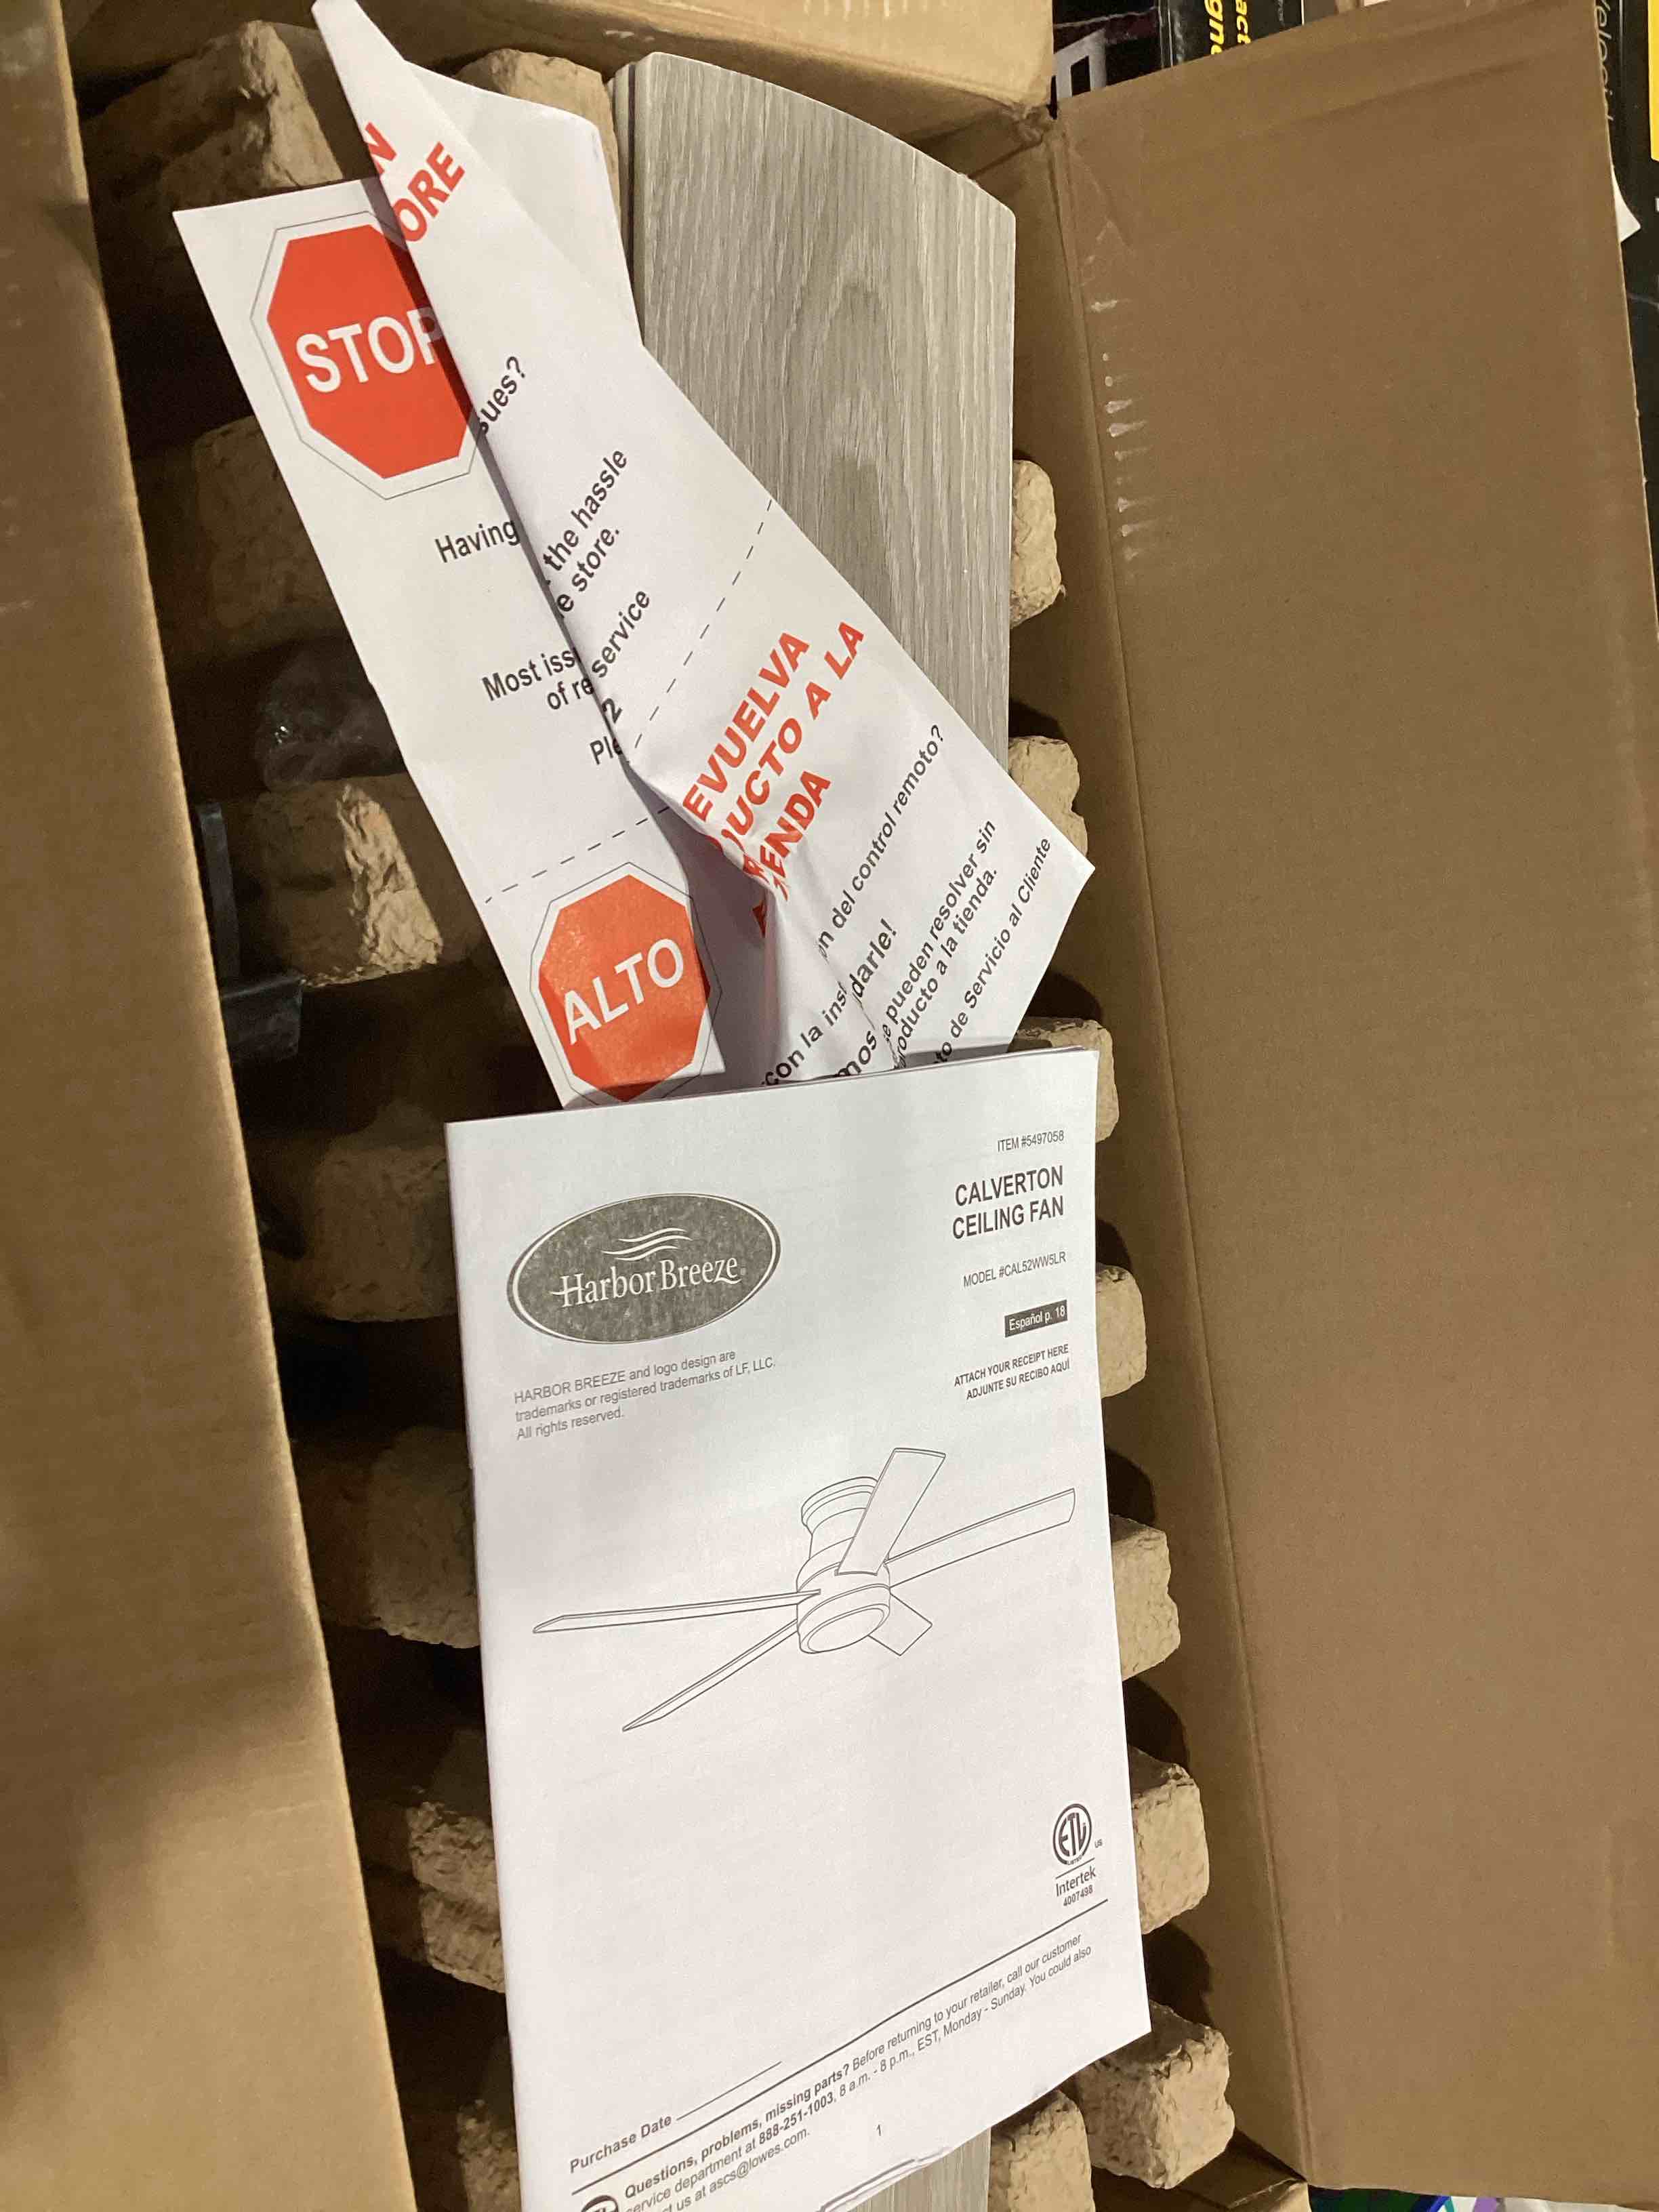 N
ORE
STOP
sues?
Having
the hassle
e store.
Most iss
of re service
2
Ple
EVUELVA
DUCTO A LA
ENDA
ALTO
con la ins n del control remoto?
mos darle!
e pueden resolver sin
roducto a la tienda.
to de Servicio al Cliente
ITEM #5497058
CALVERTON
CEILING FAN
MODEL #CAL52WW5LR
Español p. 18
ATTACH YOUR RECEIPT HERE
ADJUNTE SU RECIBO AQUÍ
Harbor Breeze®
HARBOR BREEZE and logo design are
trademarks or registered trademarks of LF, LLC.
All rights reserved.
ETL
LISTED
US
Intertek
4007498
Purchase Date
Questions, problems, missing parts? Before returning to your retailer, call our customer
service department at 888-251-1003, 8 a.m. - 8 p.m., EST, Monday - Sunday. You could also
t us at ascs@lowes.com.
1